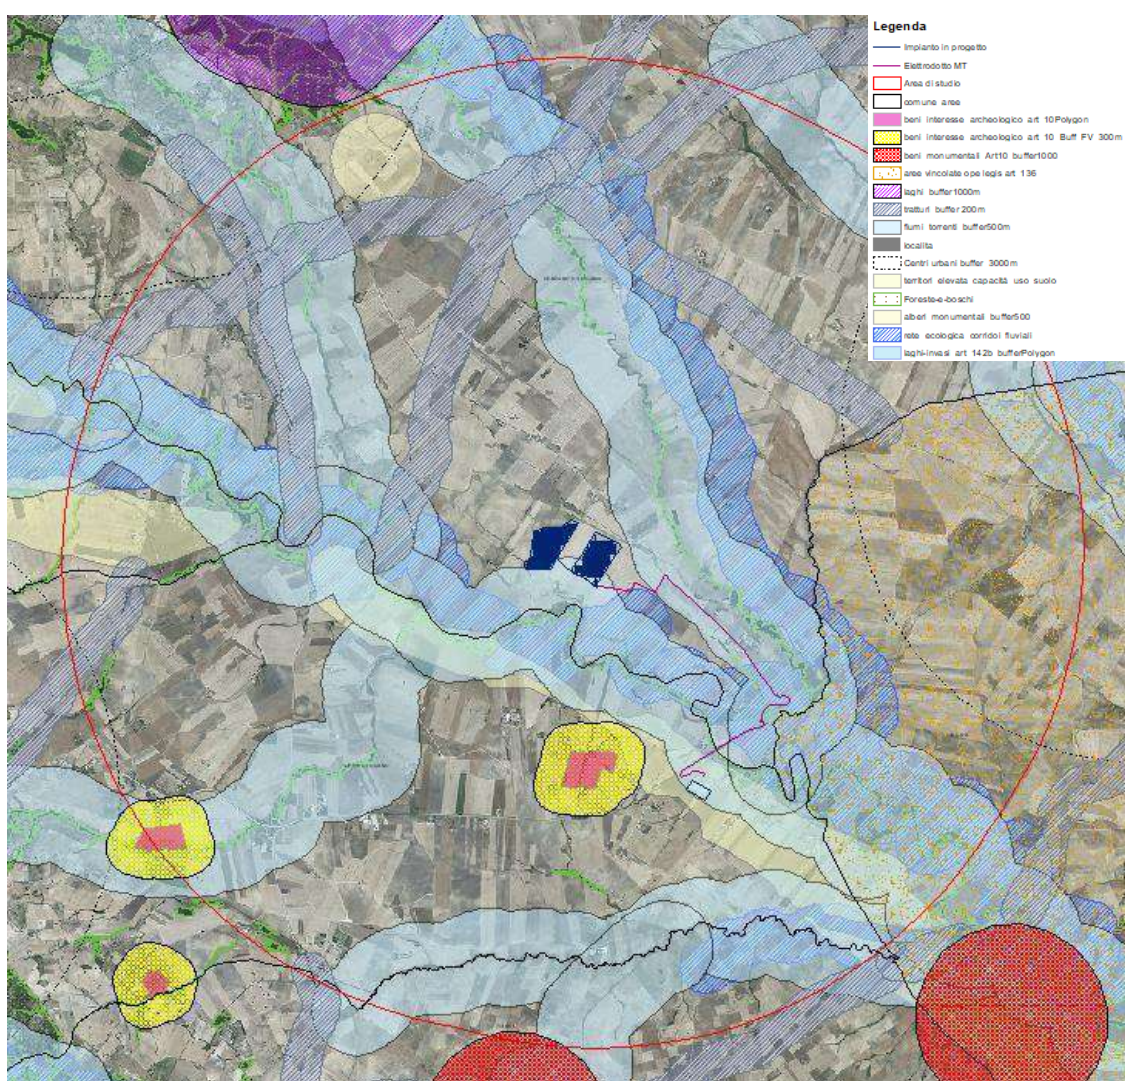 Legenda
Impianto in progetto
Elettrodotto MT
Area di studio
comune aree
beni interesse archeologico art 10Polygon
beni interesse archeologico art 10 Buff FV 300m
beni monumentali Art10 buffer1000
aree vincolate ope legis art 136
laghi buffer1000m
tratturi buffer200m
fiumi torrenti buffer500m
localita
Centri urbani buffer 3000m
territori elevata capacità uso suolo
Foreste-e-boschi
alberi monumentali buffer500
rete ecologica corridoi fluviali
laghi-invasi art 142b bufferPolygon